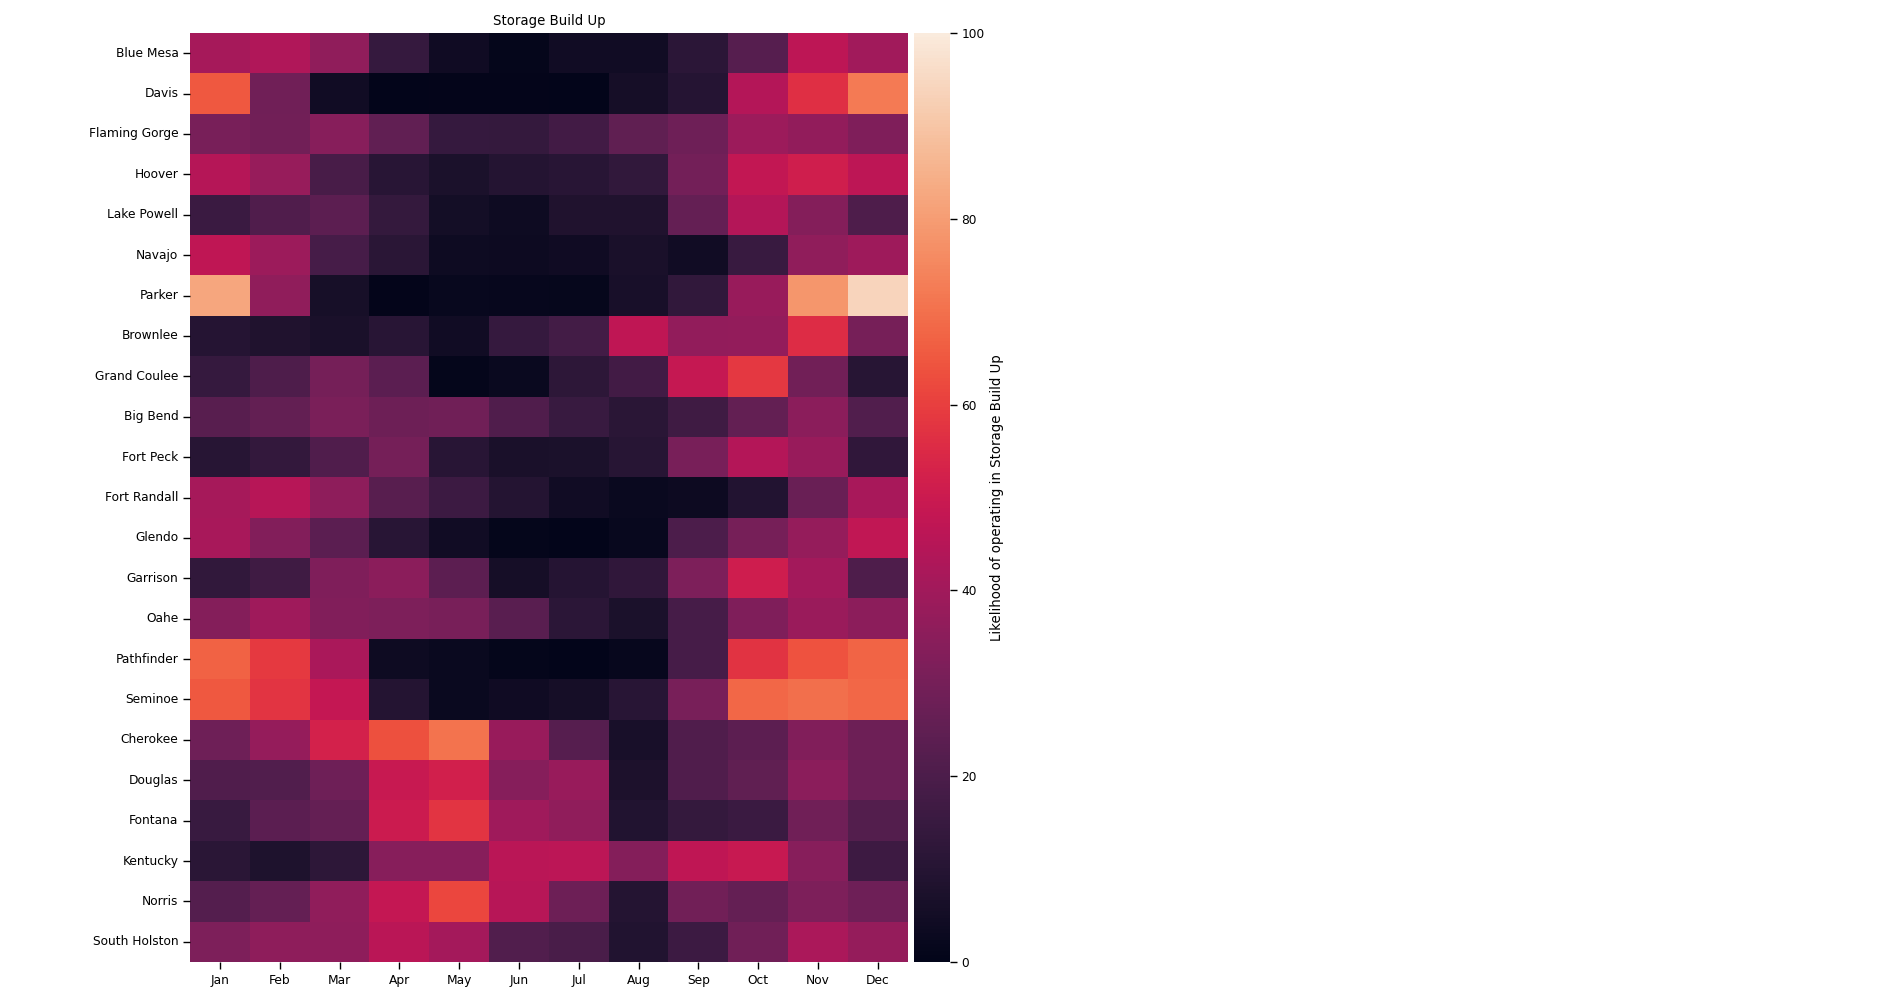 Storage Build Up
Blue Mesa
Davis
Flaming Gorge
Hoover
Lake Powell
Navajo
Parker
Brownlee
Grand Coulee
Big Bend
Fort Peck
Fort Randall
Glendo
Garrison
Oahe
Pathfinder
Seminoe
Cherokee
Douglas
Fontana
Kentucky
Norris
South Holston
Jan Feb Mar Apr May Jun Jul Aug Sep Oct Nov Dec
100
80
60
40
20
0
Likelihood of operating in Storage Build Up